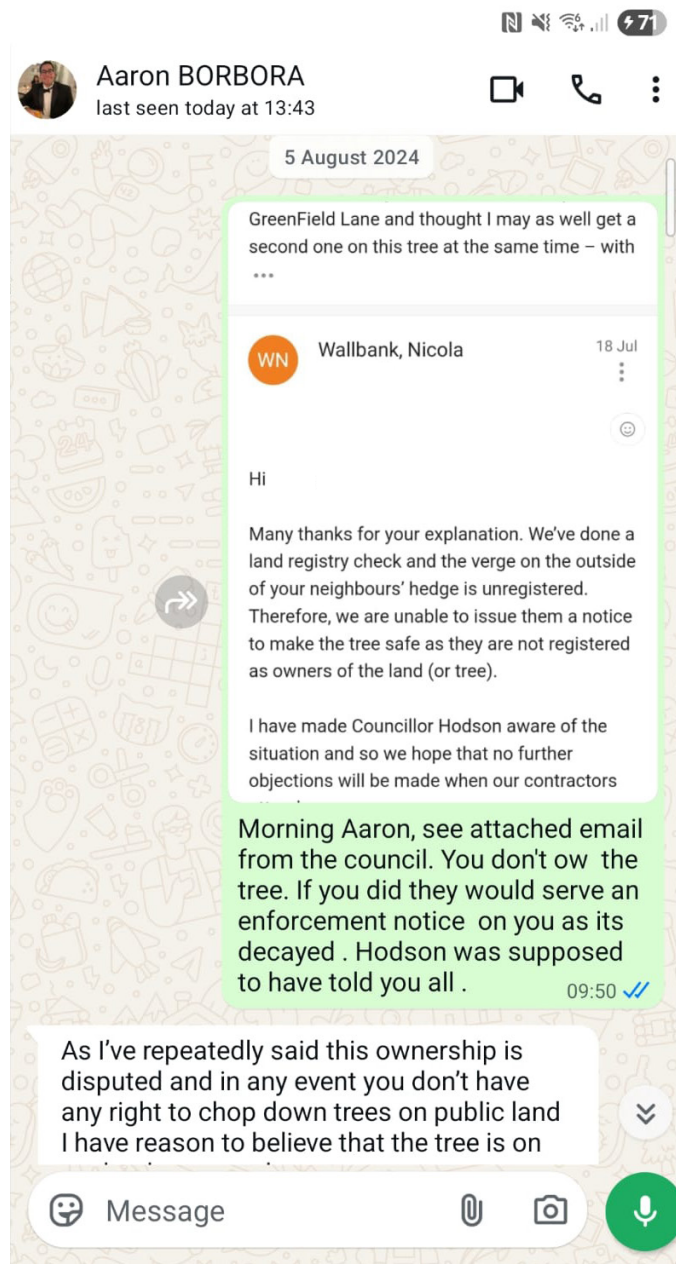 71
Aaron BORBORA
last seen today at 13:43
5 August 2024
GreenField Lane and thought I may as well get a
second one on this tree at the same time – with
...
WN
Wallbank, Nicola
18 Jul
Hi
Many thanks for your explanation. We've done a
land registry check and the verge on the outside
of your neighbours' hedge is unregistered.
Therefore, we are unable to issue them a notice
to make the tree safe as they are not registered
as owners of the land (or tree).
I have made Councillor Hodson aware of the
situation and so we hope that no further
objections will be made when our contractors
Morning Aaron, see attached email
from the council. You don't ow  the
tree. If you did they would serve an
enforcement notice  on you as its
decayed . Hodson was supposed
to have told you all .
09:50
As I've repeatedly said this ownership is
disputed and in any event you don't have
any right to chop down trees on public land
I have reason to believe that the tree is on
Message